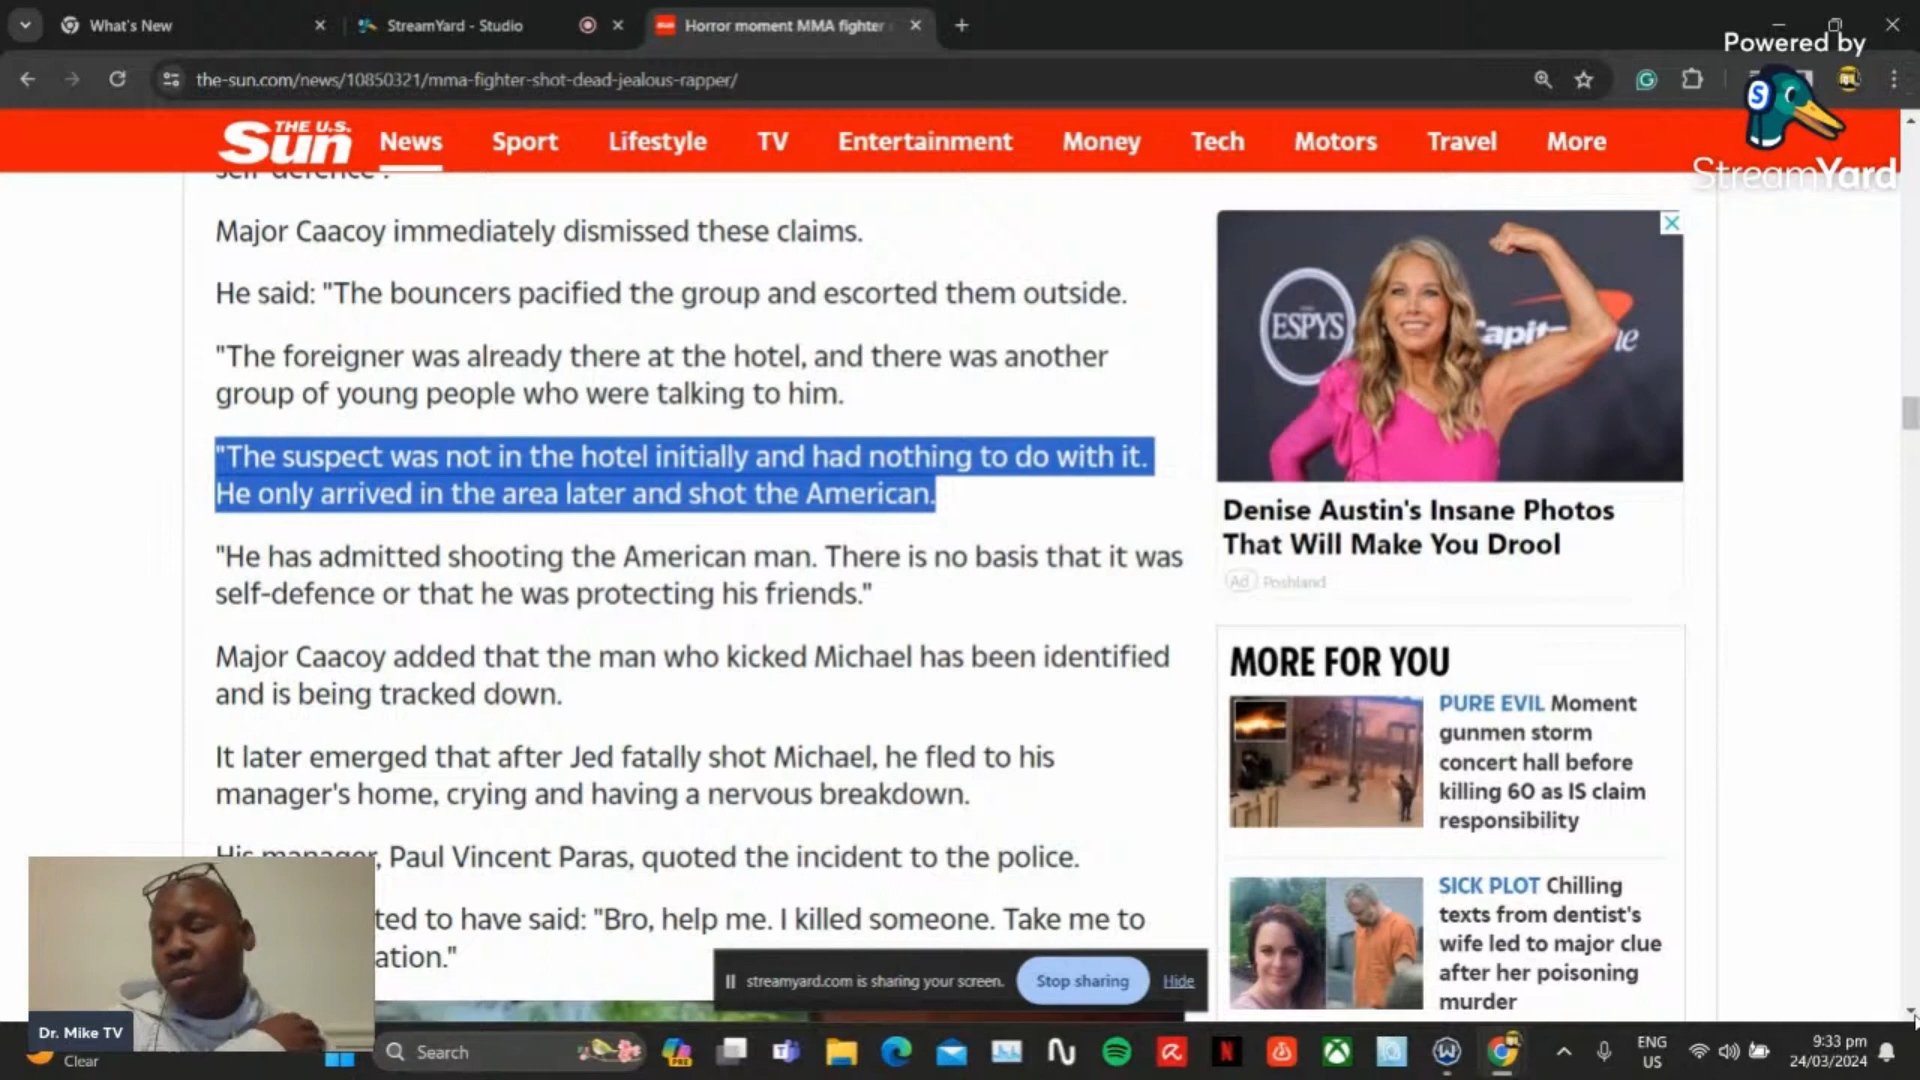 What's New
StreamYard - Studio
Horror moment MMA fighter
Powered by
the-sun.com/news/10850321/mma-fighter-shot-dead-jealous-rapper/
S
StreamYard
THE U.S.
Sun
News
Sport
Lifestyle
TV
Entertainment
Money
Tech
Motors
Travel
More
self-defence".
Major Caacoy immediately dismissed these claims.
He said: "The bouncers pacified the group and escorted them outside.
"The foreigner was already there at the hotel, and there was another
group of young people who were talking to him.
"The suspect was not in the hotel initially and had nothing to do with it.
He only arrived in the area later and shot the American.
"He has admitted shooting the American man. There is no basis that it was
self-defence or that he was protecting his friends."
Major Caacoy added that the man who kicked Michael has been identified
and is being tracked down.
It later emerged that after Jed fatally shot Michael, he fled to his
manager's home, crying and having a nervous breakdown.
His manager, Paul Vincent Paras, quoted the incident to the police.
ted to have said: "Bro, help me. I killed someone. Take me to
ation."
ESPYS
Denise Austin's Insane Photos
That Will Make You Drool
Ad Poshland
MORE FOR YOU
PURE EVIL Moment
gunmen storm
concert hall before
killing 60 as IS claim
responsibility
SICK PLOT Chilling
texts from dentist's
wife led to major clue
after her poisoning
murder
streamyard.com is sharing your screen.
Stop sharing
Hide
Dr. Mike TV
Clear
Search
PRE
ENG
US
9:33 pm
24/03/2024